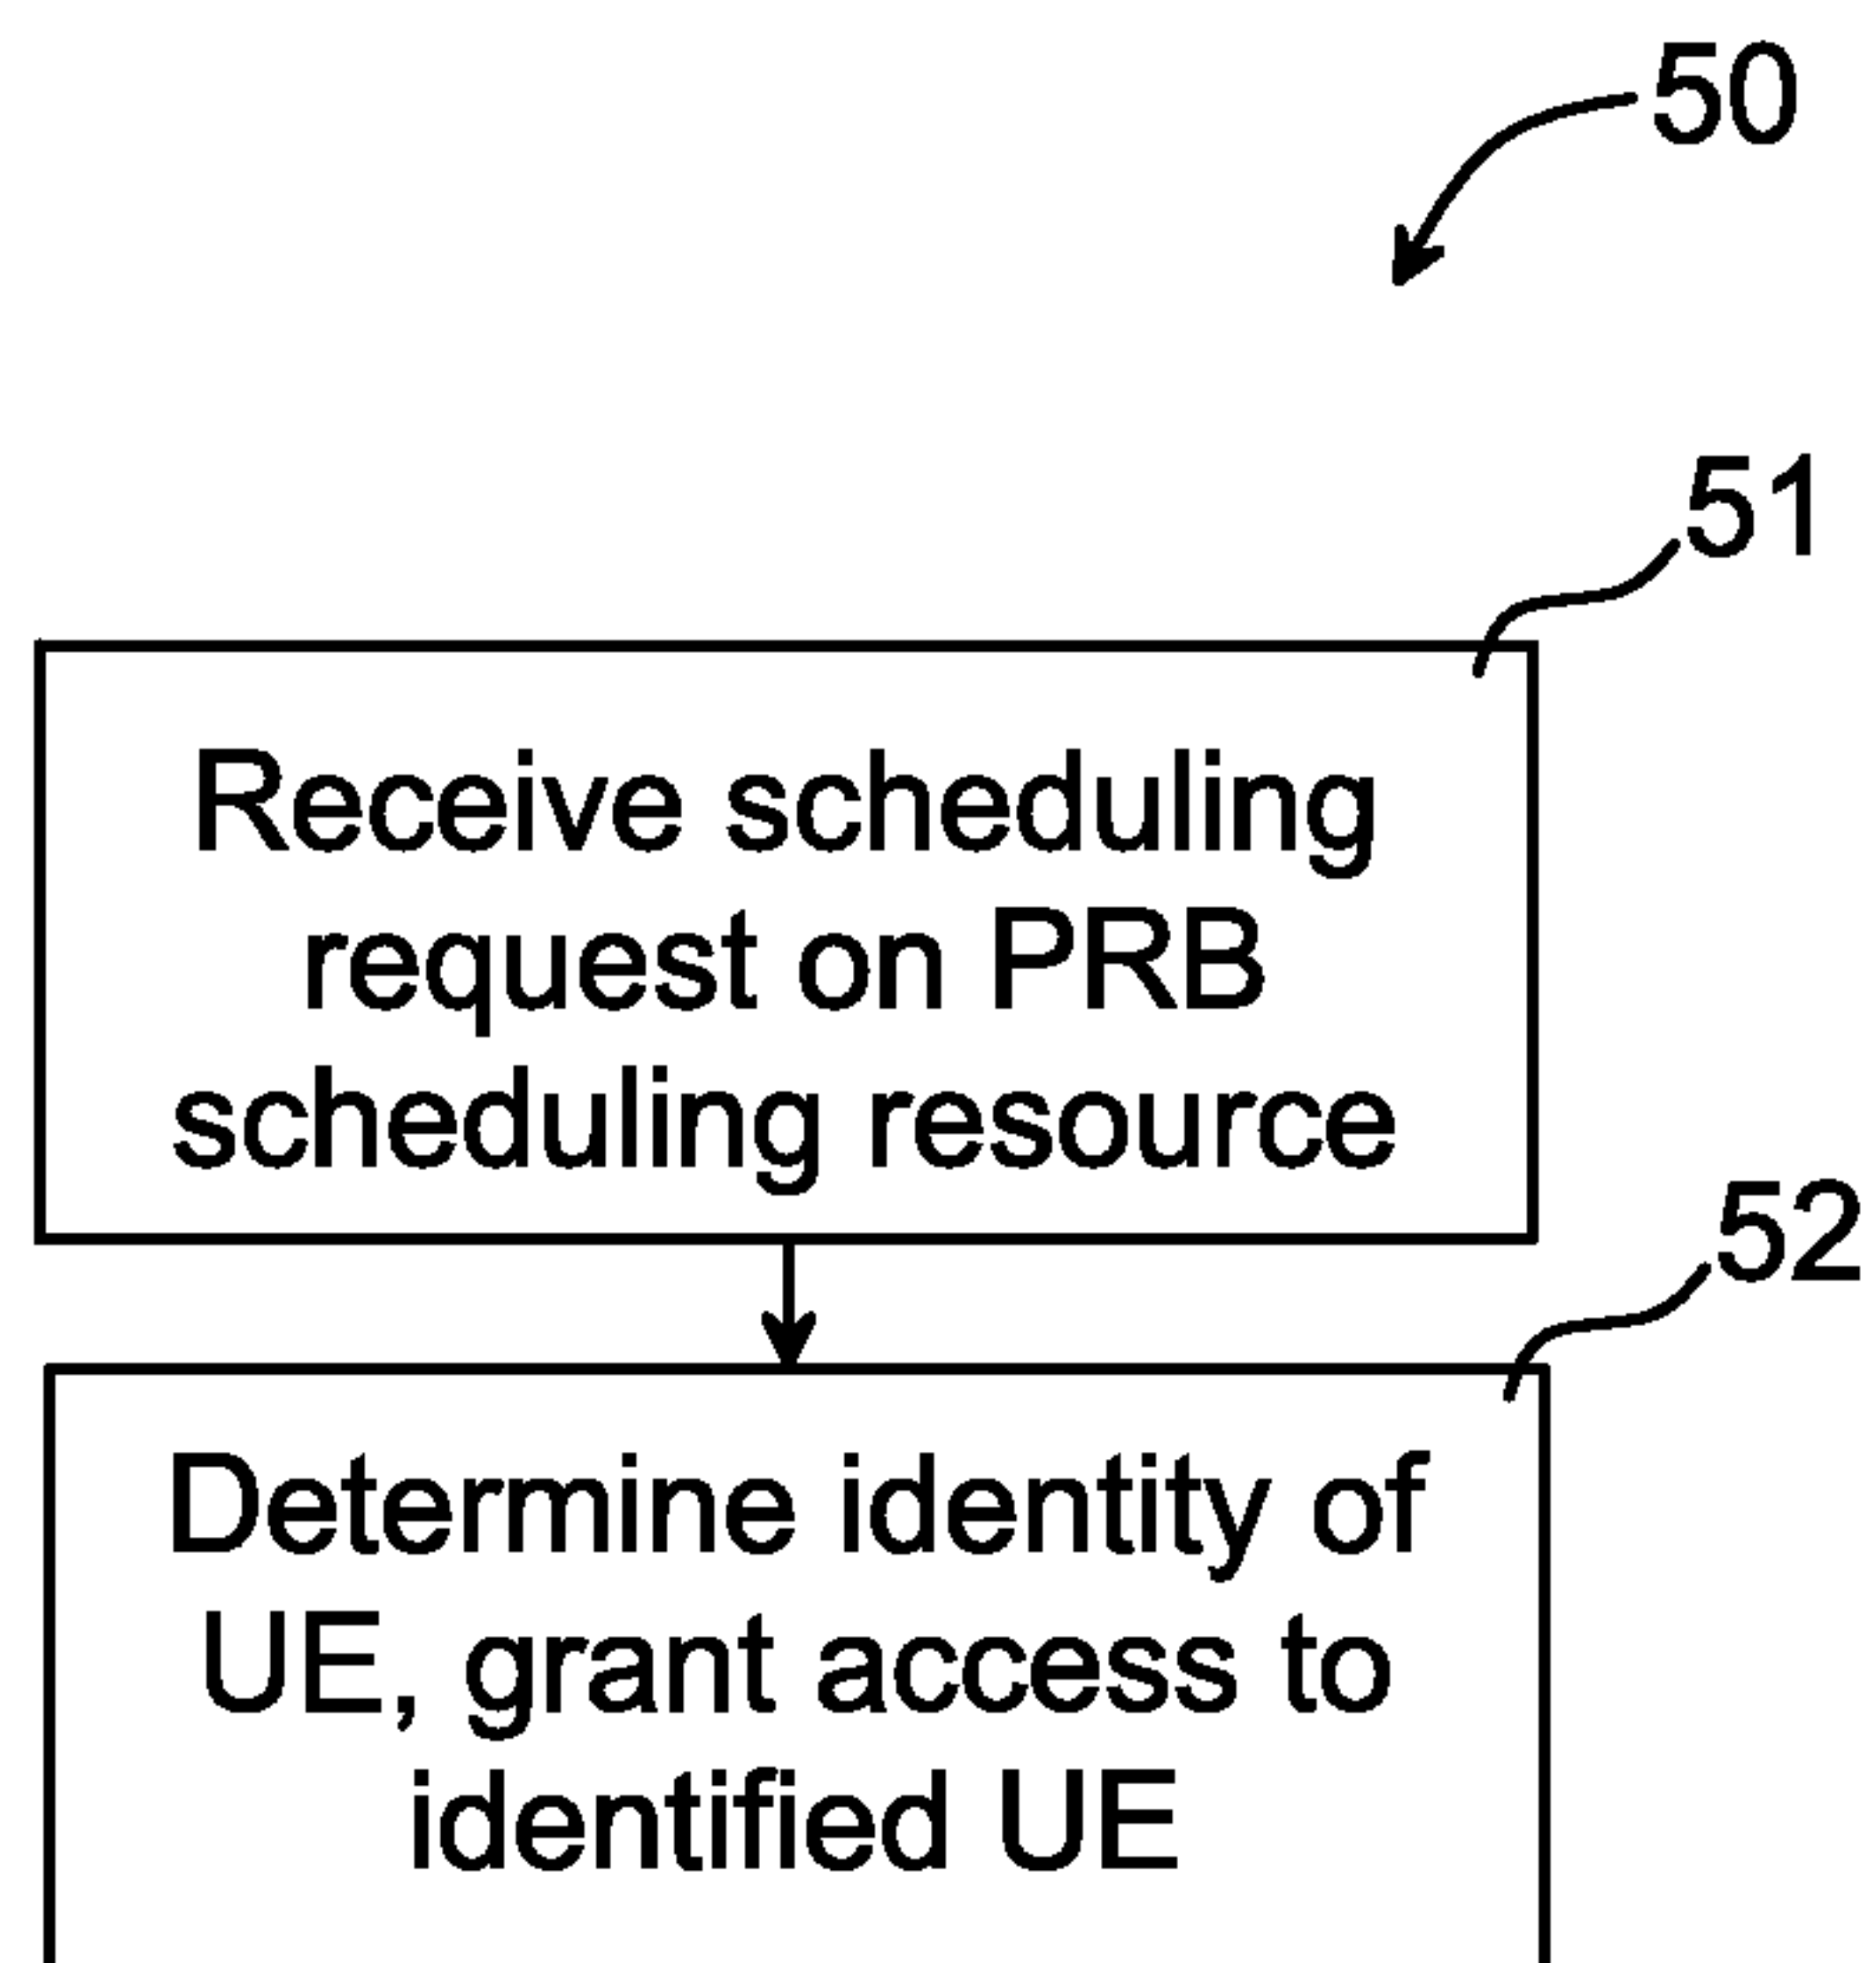 50
51
Receive scheduling
request on PRB
scheduling resource
52
Determine identity of
UE, grant access to
identified UE